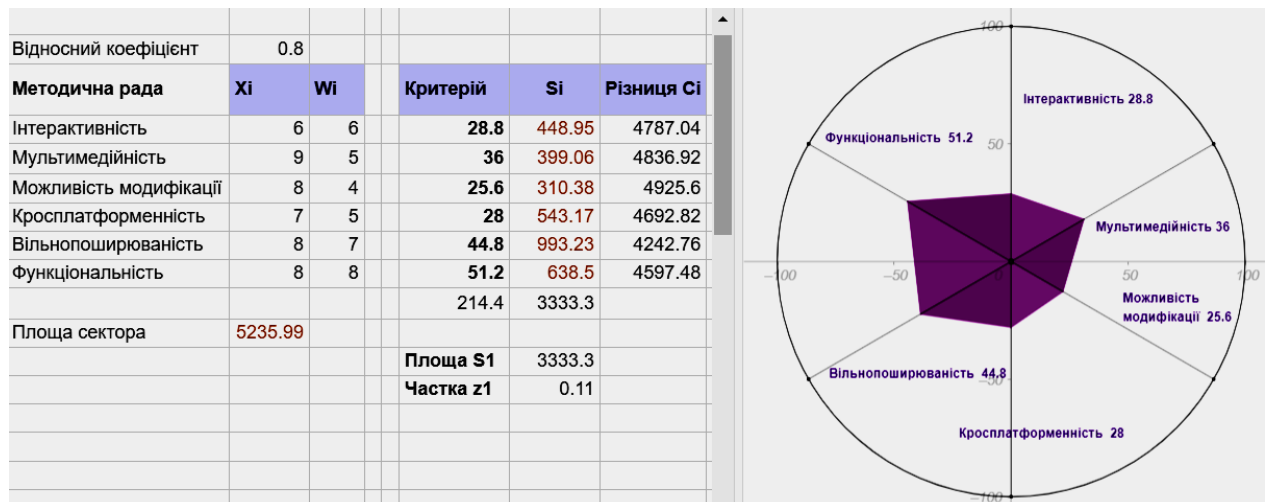 Відносний коефіцієнт 0.8
Методична рада Xi Wi Критерій Si Різниця Ci
Інтерактивність 6 6 28.8 448.95 4787.04
Мультимедійність 9 5 36 399.06 4836.92
Можливість модифікації 8 4 25.6 310.38 4925.6
Кросплатформенність 7 5 28 543.17 4692.82
Вільнопоширюваність 8 7 44.8 993.23 4242.76
Функціональність 8 8 51.2 638.5 4597.48
214.4 3333.3
Площа сектора 5235.99
Площа S1 3333.3
Частка z1 0.11
100
Інтерактивність 28.8
Функціональність 51.2
50
Мультимедійність 36
−100 −50 0 50 100
Можливість
модифікації 25.6
Вільнопоширюваність 44.8
−50
Кросплатформенність 28
−100